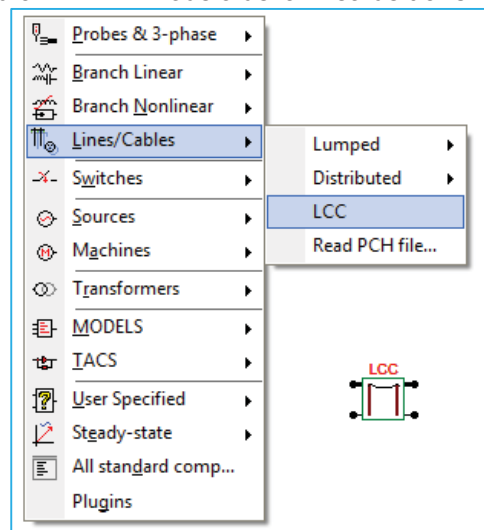 Probes & 3-phase
Branch Linear
Branch Nonlinear
Lines/Cables
Switches
Sources
Machines
Transformers
MODELS
TACS
User Specified
Steady-state
All standard comp...
Plugins
Lumped
Distributed
LCC
Read PCH file...
LCC